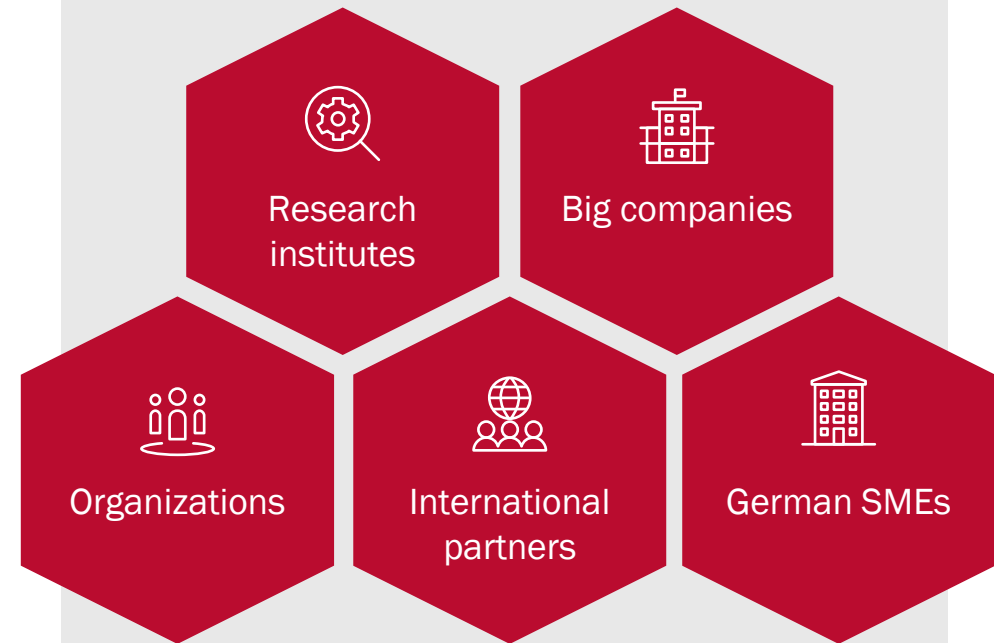 Research
institutes
Big companies
Organizations
International
partners
German SMEs